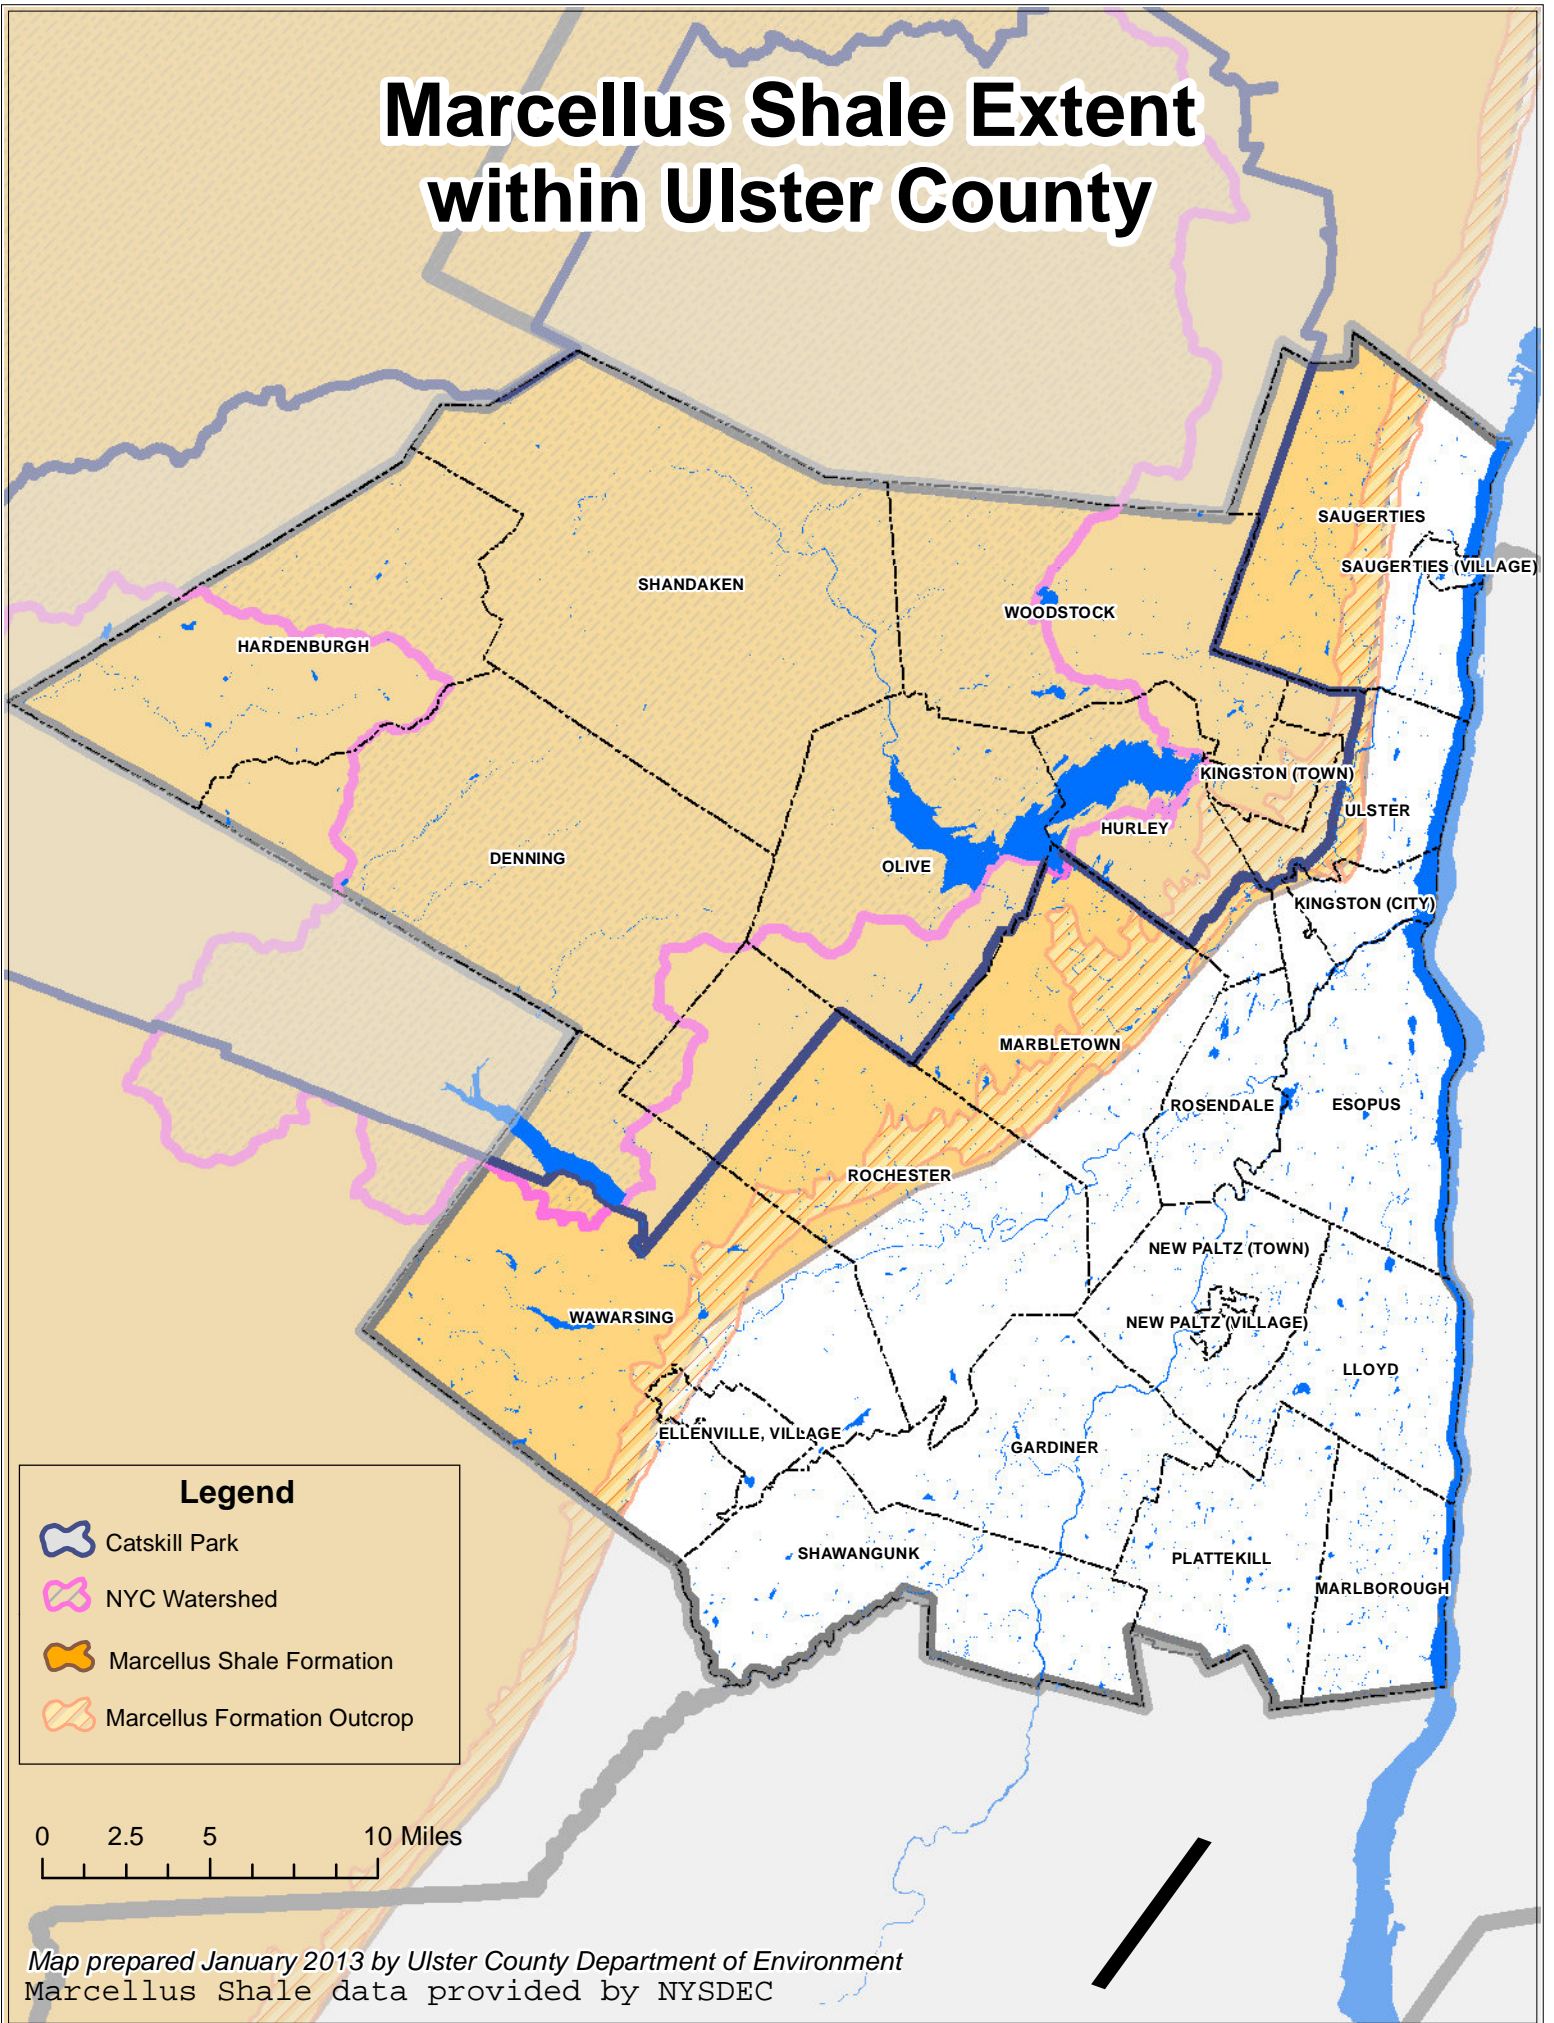 Marcellus Shale Extent
within Ulster County
SAUGERTIES
SAUGERTIES (VILLAGE)
SHANDAKEN
WOODSTOCK
HARDENBURGH
KINGSTON (TOWN)
ULSTER
HURLEY
DENNING
OLIVE
KINGSTON (CITY)
MARBLETOWN
ROSENDALE
ESOPUS
ROCHESTER
NEW PALTZ (TOWN)
WAWARSING
NEW PALTZ (VILLAGE)
LLOYD
ELLENVILLE, VILLAGE
GARDINER
SHAWANGUNK
PLATTEKILL
MARLBOROUGH
Legend
Catskill Park
NYC Watershed
Marcellus Shale Formation
Marcellus Formation Outcrop
0 2.5 5 10 Miles
Map prepared January 2013 by Ulster County Department of Environment
Marcellus Shale data provided by NYSDEC